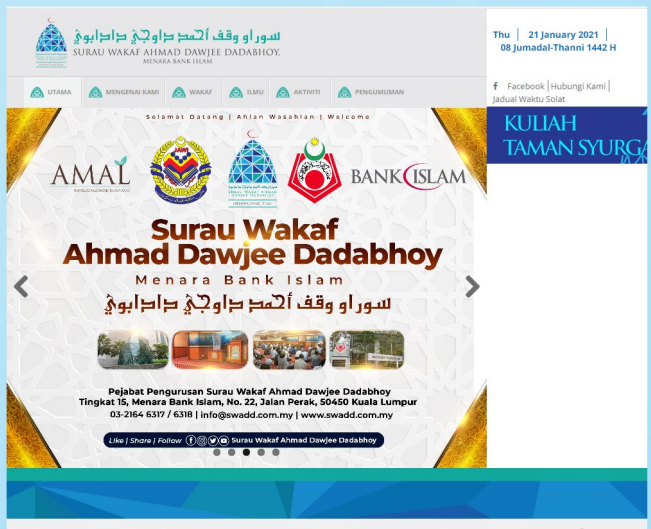 سوراو وقف أحمد داوجي دادابوي
SURAU WAKAF AHMAD DAWJEE DADABHOY.
MENARA BANK ISLAM
Thu | 21 January 2021 |
08 Jumadal-Thanni 1442 H
f Facebook | Hubungi Kami |
Jadual Waktu Solat
UTAMA
MENGENAI KAMI
WAKAF
ILMU
AKTIVITI
PENGUMUMAN
KULIAH
TAMAN SYURGA
Selamat Datang | Ahlan Wasahlan | Welcome
AMAL
BANK ISLAM
Surau Wakaf
Ahmad Dawjee Dadabhoy
Menara Bank Islam
سوراو وقف أحمد داوجي دادابوي
Pejabat Pengurusan Surau Wakaf Ahmad Dawjee Dadabhoy
Tingkat 15, Menara Bank Islam, No. 22, Jalan Perak, 50450 Kuala Lumpur
03-2164 6317 / 6318 | info@swadd.com.my | www.swadd.com.my
Like | Share | Follow Surau Wakaf Ahmad Dawjee Dadabhoy